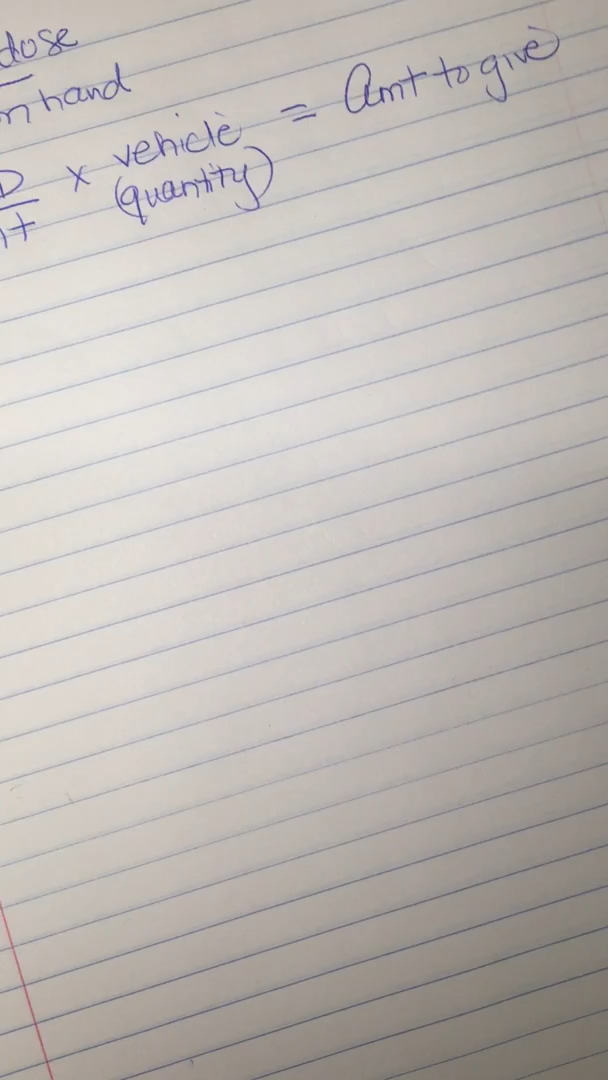 dose
n hand
D x vehicle = Amt to give
H (quantity)